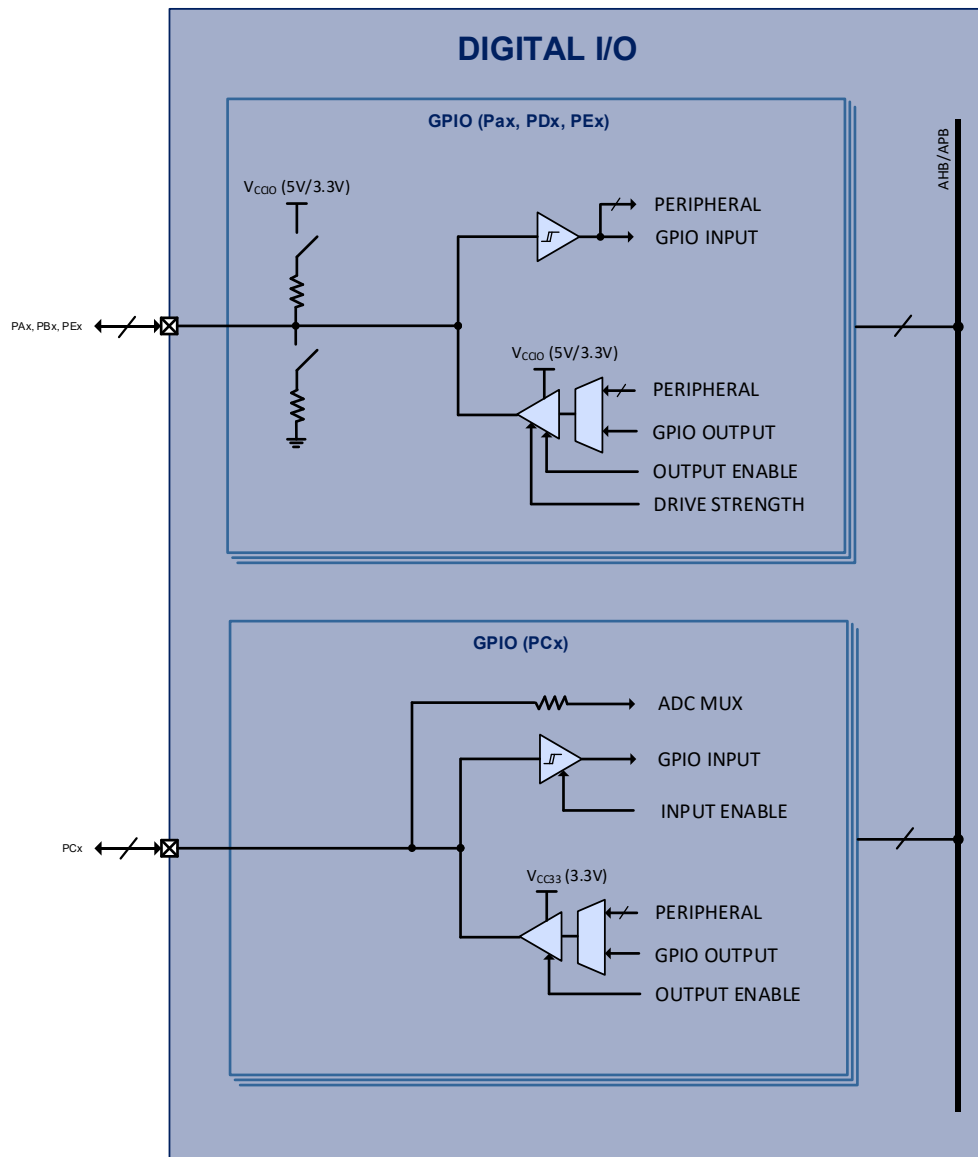 DIGITAL I/O
GPIO (Pax, PDx, PEx)
AHB/APB
VCCIO (5V/3.3V)
PERIPHERAL
GPIO INPUT
PAx, PBx, PEx
VCCIO (5V/3.3V)
PERIPHERAL
GPIO OUTPUT
OUTPUT ENABLE
DRIVE STRENGTH
GPIO (PCx)
ADC MUX
GPIO INPUT
INPUT ENABLE
PCx
VCC33 (3.3V)
PERIPHERAL
GPIO OUTPUT
OUTPUT ENABLE